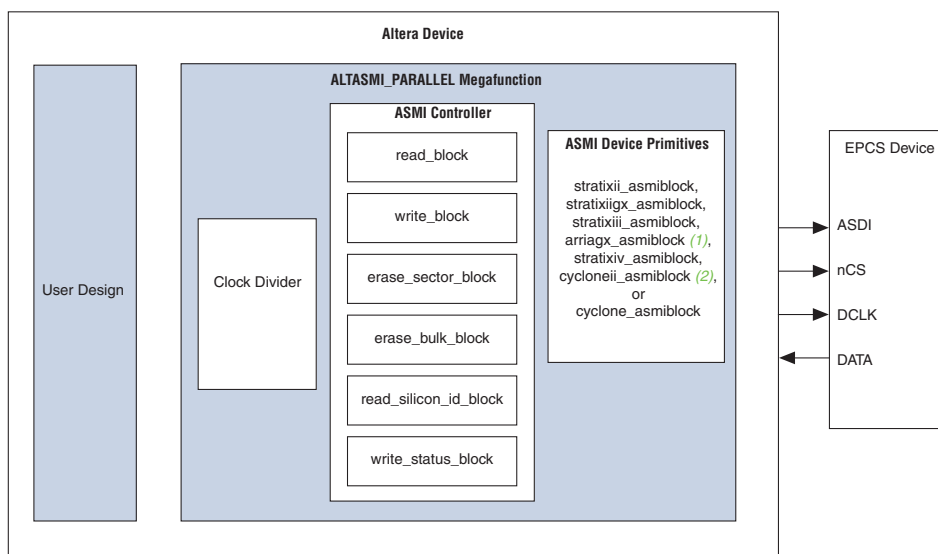 Altera Device
ALTASMI_PARALLEL Megafunction
User Design
Clock Divider
ASMI Controller
read_block
write_block
erase_sector_block
erase_bulk_block
read_silicon_id_block
write_status_block
ASMI Device Primitives
stratixii_asmiblock,
stratixiigx_asmiblock,
stratixiii_asmiblock,
arriagx_asmiblock (1),
stratixiv_asmiblock,
cycloneii_asmiblock (2),
or
cyclone_asmiblock
EPCS Device
ASDI
nCS
DCLK
DATA